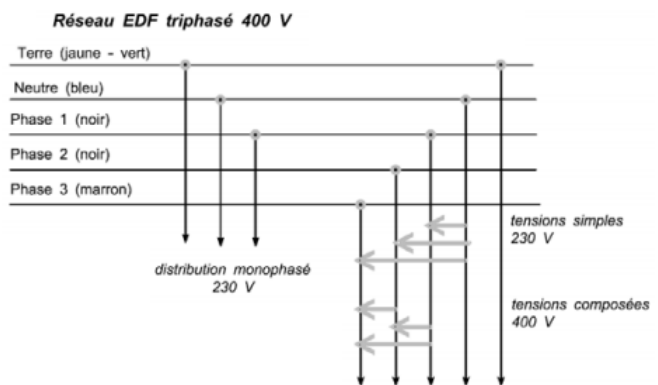 Réseau EDF triphasé 400 V
Terre (jaune - vert)
Neutre (bleu)
Phase 1 (noir)
Phase 2 (noir)
Phase 3 (marron)
distribution monophasé
230 V
tensions simples
230 V
tensions composées
400 V